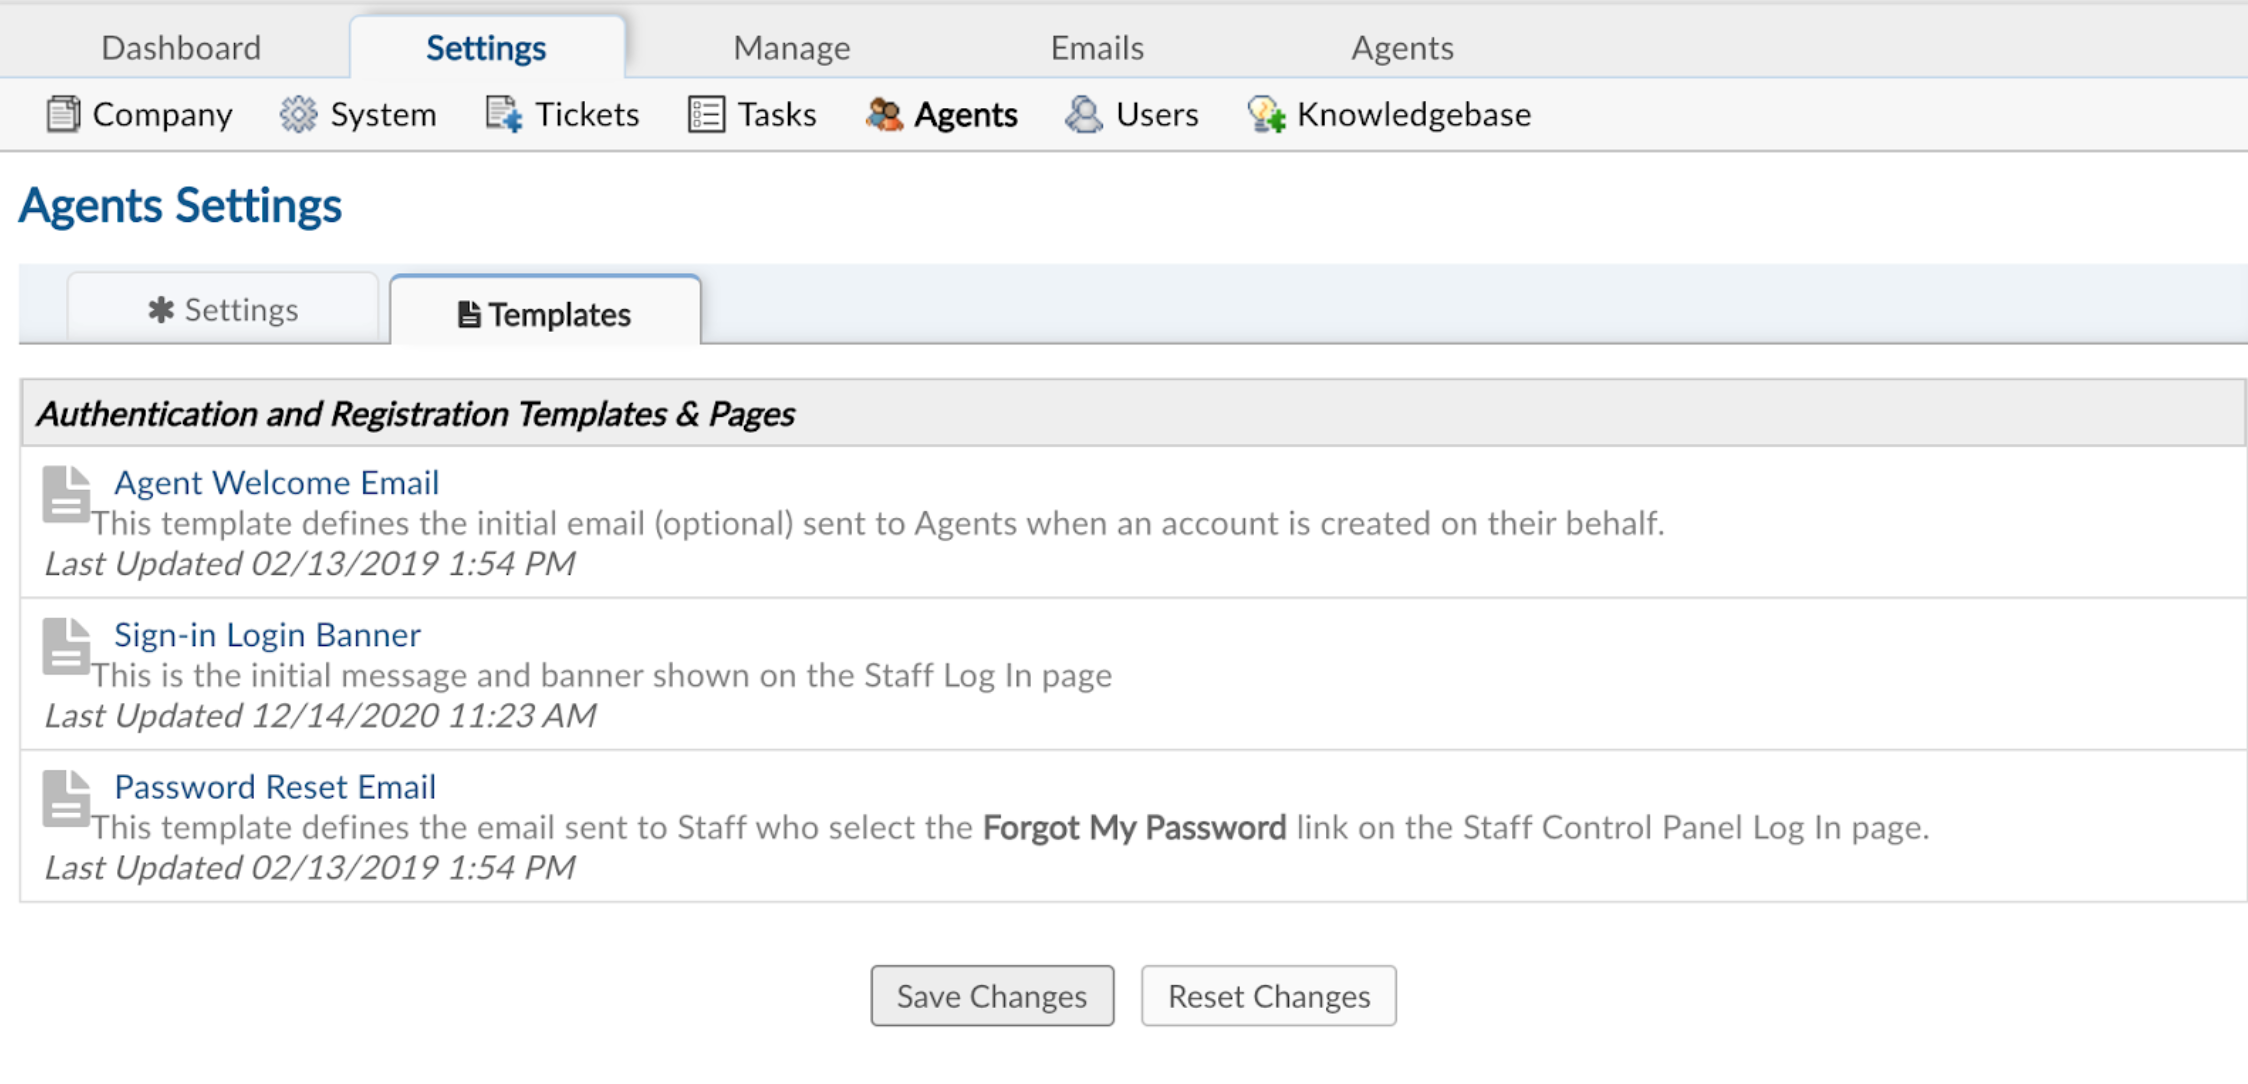 Dashboard Settings Manage Emails Agents
Company System Tickets Tasks Agents Users Knowledgebase
Agents Settings
Settings Templates
Authentication and Registration Templates & Pages
Agent Welcome Email
This template defines the initial email (optional) sent to Agents when an account is created on their behalf.
Last Updated 02/13/2019 1:54 PM
Sign-in Login Banner
This is the initial message and banner shown on the Staff Log In page
Last Updated 12/14/2020 11:23 AM
Password Reset Email
This template defines the email sent to Staff who select the Forgot My Password link on the Staff Control Panel Log In page.
Last Updated 02/13/2019 1:54 PM
Save Changes Reset Changes